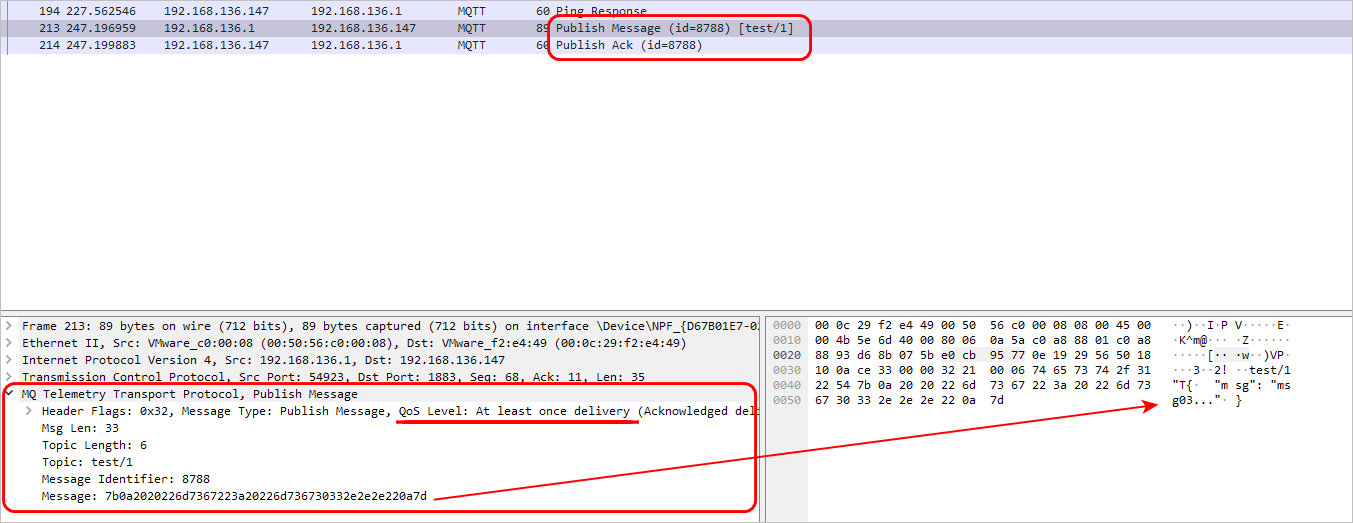 194 227.562546 192.168.136.147 192.168.136.1 MQTT 60 Ping Response
213 247.196959 192.168.136.1 192.168.136.147 MQTT 89 Publish Message (id=8788) [test/1]
214 247.199883 192.168.136.147 192.168.136.1 MQTT 60 Publish Ack (id=8788)
Frame 213: 89 bytes on wire (712 bits), 89 bytes captured (712 bits) on interface \Device\NPF_{D67B01E7-0
Ethernet II, Src: VMware_c0:00:08 (00:50:56:c0:00:08), Dst: VMware_f2:e4:49 (00:0c:29:f2:e4:49)
Internet Protocol Version 4, Src: 192.168.136.1, Dst: 192.168.136.147
Transmission Control Protocol, Src Port: 54923, Dst Port: 1883, Seq: 68, Ack: 11, Len: 35
MQ Telemetry Transport Protocol, Publish Message
Header Flags: 0x32, Message Type: Publish Message, QoS Level: At least once delivery (Acknowledged del
Msg Len: 33
Topic Length: 6
Topic: test/1
Message Identifier: 8788
Message: 7b0a2020226d7367223a20226d736730332e2e2e220a7d
0000 00 0c 29 f2 e4 49 00 50 56 c0 00 08 08 00 45 00 ··)··I·P V·····E·
0010 00 4b 5e 6d 40 00 80 06 0a 5a c0 a8 88 01 c0 a8 ·K^m@··· ·Z······
0020 88 93 d6 8b 07 5b e0 cb 95 77 0e 19 29 56 50 18 ·····[·· ·w··)VP·
0030 10 0a ce 33 00 00 32 21 00 06 74 65 73 74 2f 31 ···3··2! ··test/1
0040 22 54 7b 0a 20 20 22 6d 73 67 22 3a 20 22 6d 73 "T{· "m sg": "ms
0050 67 30 33 2e 2e 2e 22 0a 7d g03..."· }